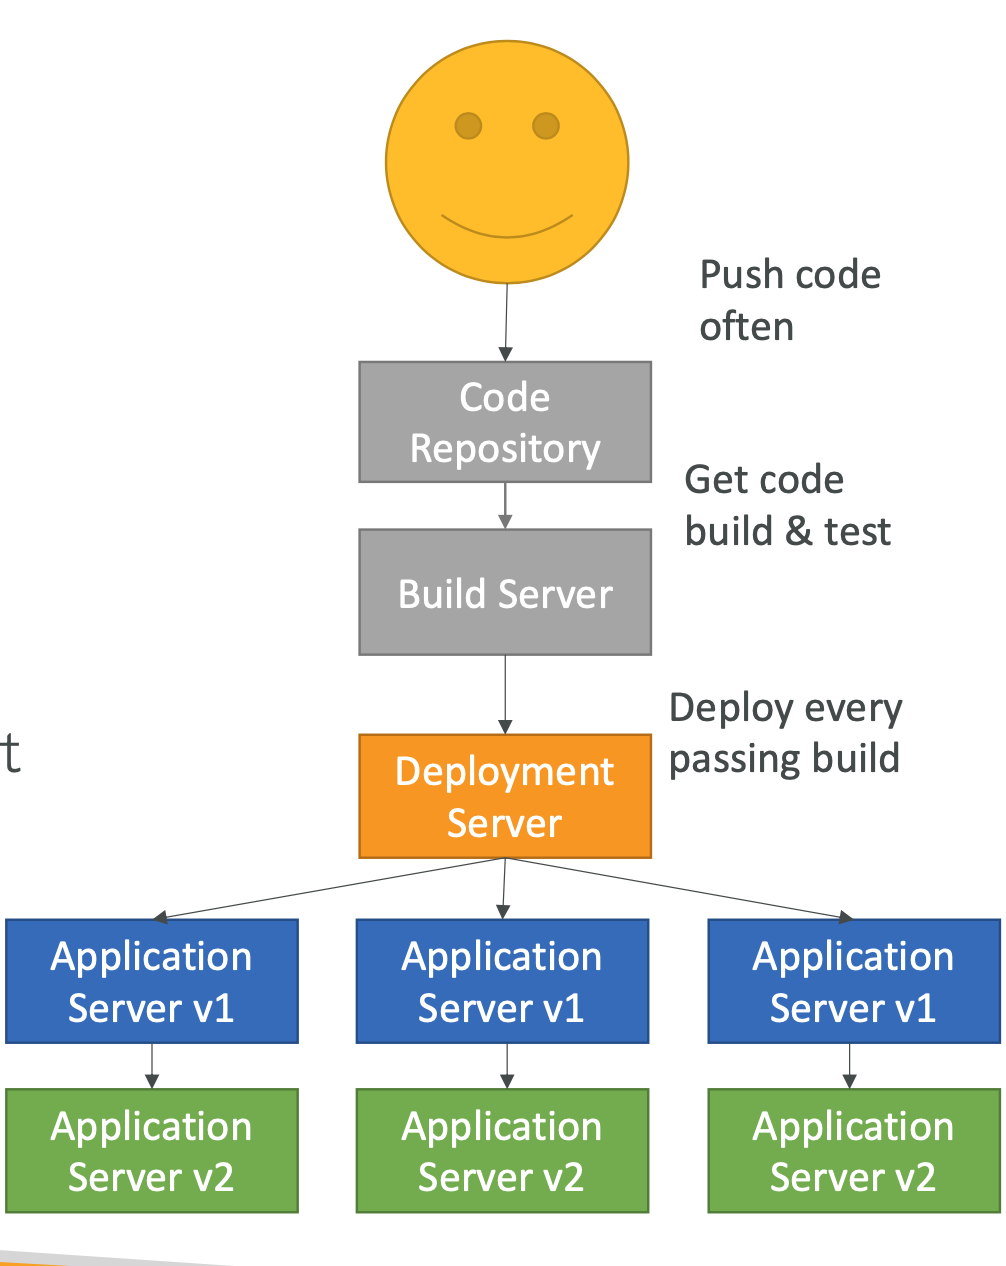 Push code
often
Code
Repository
Get code
build & test
Build Server
Deploy every
passing build
t
Deployment
Server
Application
Server v1
Application
Server v1
Application
Server v1
Application
Server v2
Application
Server v2
Application
Server v2